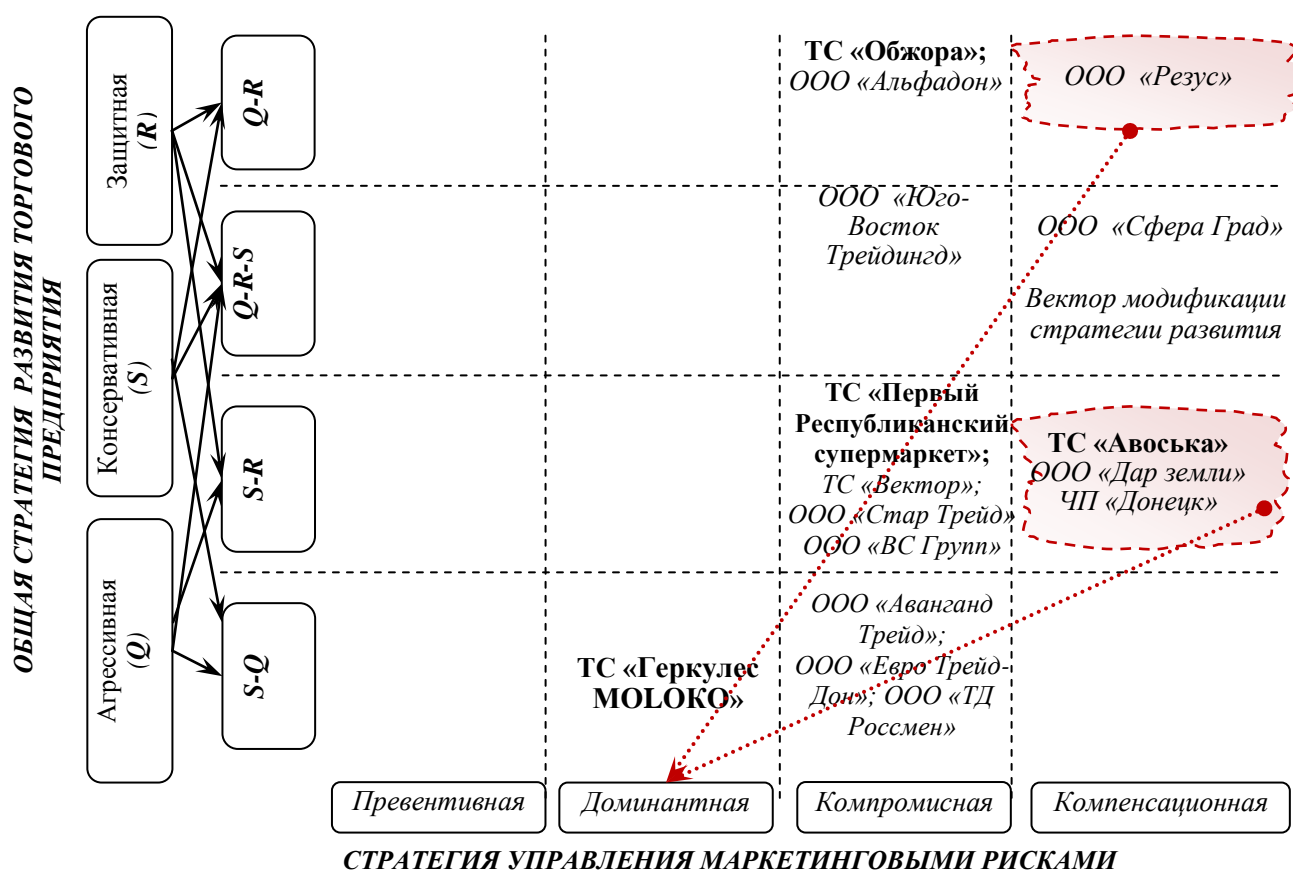 ОБЩАЯ СТРАТЕГИЯ РАЗВИТИЯ ТОРГОВОГО
ПРЕДПРИЯТИЯ
Защитная
(R)
Консервативная
(S)
Агрессивная
(Q)
Q-R
Q-R-S
S-R
S-Q
ТС «Обжора»;
ООО «Альфадон»
ООО «Резус»
ООО «Юго-
Восток
Трейдингд»
ООО «Сфера Град»
Вектор модификации
стратегии развития
ТС «Первый
Республиканский
супермаркет»;
ТС «Вектор»;
ООО «Стар Трейд»
ООО «ВС Групп»
ТС «Авоська»
ООО «Дар земли»
ЧП «Донецк»
ТС «Геркулес
MOLOКО»
ООО «Аванганд
Трейд»;
ООО «Евро Трейд-
Дон»; ООО «ТД
Россмен»
Превентивная
Доминантная
Компромисная
Компенсационная
СТРАТЕГИЯ УПРАВЛЕНИЯ МАРКЕТИНГОВЫМИ РИСКАМИ